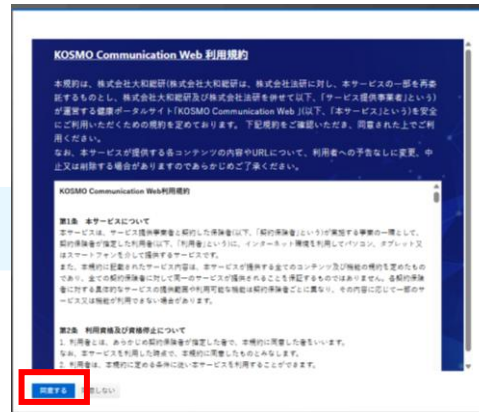 KOSMO Communication Web 利用規約
本規約は、株式会社大和総研(株式会社大和総研は、株式会社法研に対し、本サービスの一部を再委
託するものとし、株式会社大和総研及び株式会社法研を併せて以下、「サービス提供事業者」という)
が運営する健康ポータルサイト「KOSMO Communication Web 」(以下、「本サービス」という)を安全
にご利用いただくための規約を定めております。 下記規約をご確認いただき、同意された上でご利
用ください。
なお、本サービスが提供する各コンテンツの内容やURLについて、利用者への予告なしに変更、中
止又は削除する場合がありますのであらかじめご了承ください。
KOSMO Communication Web利用規約
第1条 本サービスについて
本サービスは、サービス提供事業者と契約した保険者(以下、「契約保険者」という)が実施する事業の一環として、
契約保険者が指定した利用者(以下、「利用者」という)に、インターネット環境を利用してパソコン、タブレット又
はスマートフォンを介して提供するサービスです。
また、本規約に記載されたサービス内容は、本サービスが提供する全てのコンテンツ及び機能の規約を定めたもの
であり、全ての契約保険者に対して同一のサービスが提供されることを保証するものではありません。各契約保険
者に対する具体的なサービスの提供範囲や利用可能な機能は契約保険者ごとに異なり、その内容に応じて一部のサ
ービス又は機能が利用できない場合があります。
第2条 利用資格及び資格停止について
1. 利用者とは、あらかじめ契約保険者が指定した者で、本規約に同意した者をいいます。
なお、本サービスを利用した時点で、本規約に同意したものとみなします。
2. 利用者は、本規約に定める条件に従い本サービスを利用することができます。
同意する 同意しない